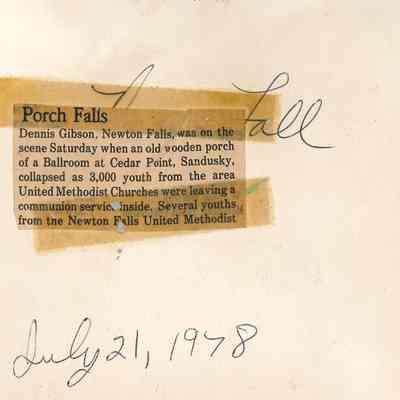 Fall
Porch Falls
Dennis Gibson, Newton Falls, was on the
scene Saturday when an old wooden porch
of a Ballroom at Cedar Point, Sandusky,
collapsed as 3,000 youth from the area
United Methodist Churches were leaving a
communion service inside. Several youths
from the Newton Falls United Methodist
July 21, 1978